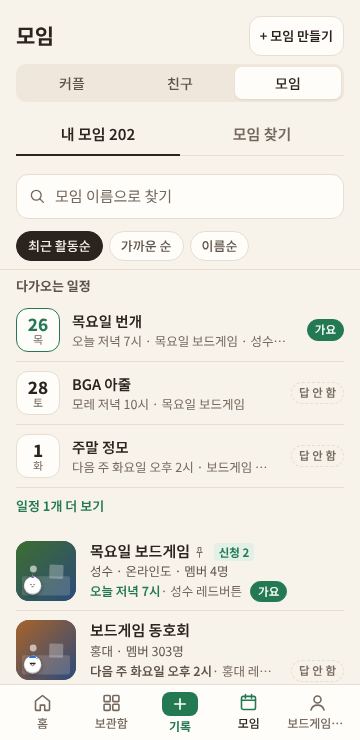 모임
+ 모임 만들기
커플 친구 모임
내 모임 202 모임 찾기
모임 이름으로 찾기
최근 활동순 가까운 순 이름순
다가오는 일정
26
목
목요일 번개
오늘 저녁 7시 · 목요일 보드게임 · 성수…
가요
28
토
BGA 아줄
모레 저녁 10시 · 목요일 보드게임
답 안 함
1
화
주말 정모
다음 주 화요일 오후 2시 · 보드게임 …
답 안 함
일정 1개 더 보기
목요일 보드게임 신청 2
성수 · 온라인도 · 멤버 4명
오늘 저녁 7시 · 성수 레드버튼 가요
보드게임 동호회
홍대 · 멤버 303명
다음 주 화요일 오후 2시 · 홍대 레… 답 안 함
홈 보관함 기록 모임 보드게임…